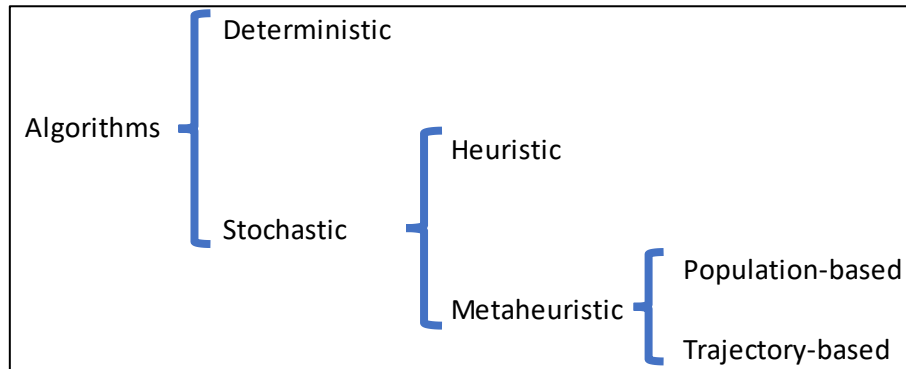 Deterministic
Algorithms
Heuristic
Stochastic
Population-based
Metaheuristic
Trajectory-based